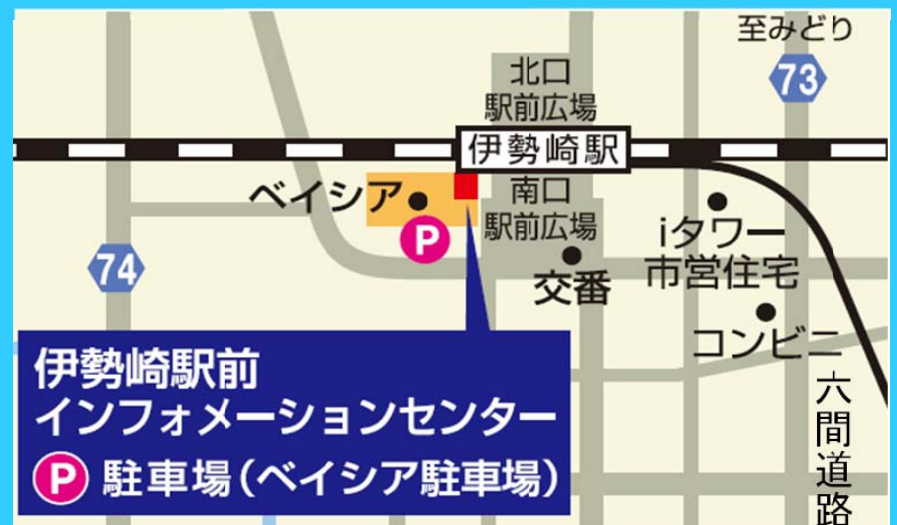 至みどり
73
北口
駅前広場
伊勢崎駅
ベイシア
P
南口
駅前広場
iタワー
市営住宅
74
交番
コンビニ
六間道路
伊勢崎駅前
インフォメーションセンター
P 駐車場(ベイシア駐車場)